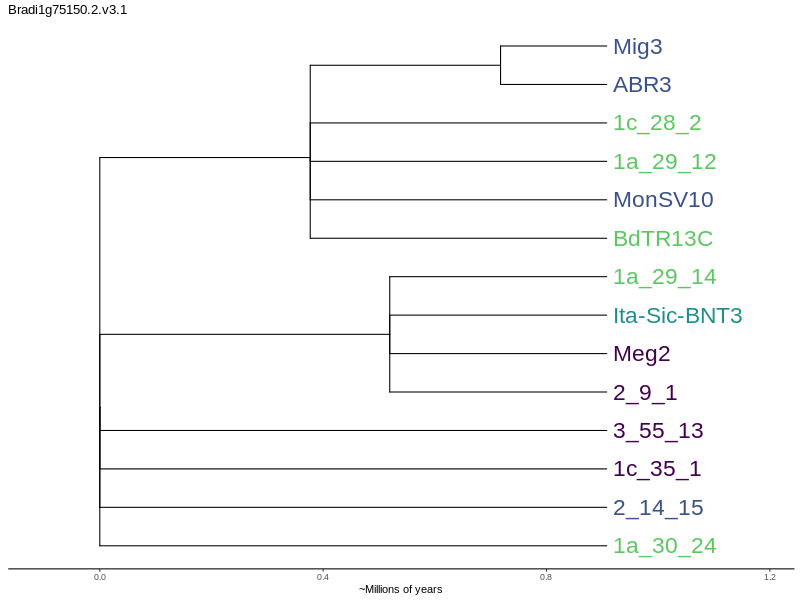 Bradi1g75150.2.v3.1
Mig3
ABR3
1c_28_2
1a_29_12
MonSV10
BdTR13C
1a_29_14
Ita-Sic-BNT3
Meg2
2_9_1
3_55_13
1c_35_1
2_14_15
1a_30_24
0.0 0.4 0.8 1.2
~Millions of years